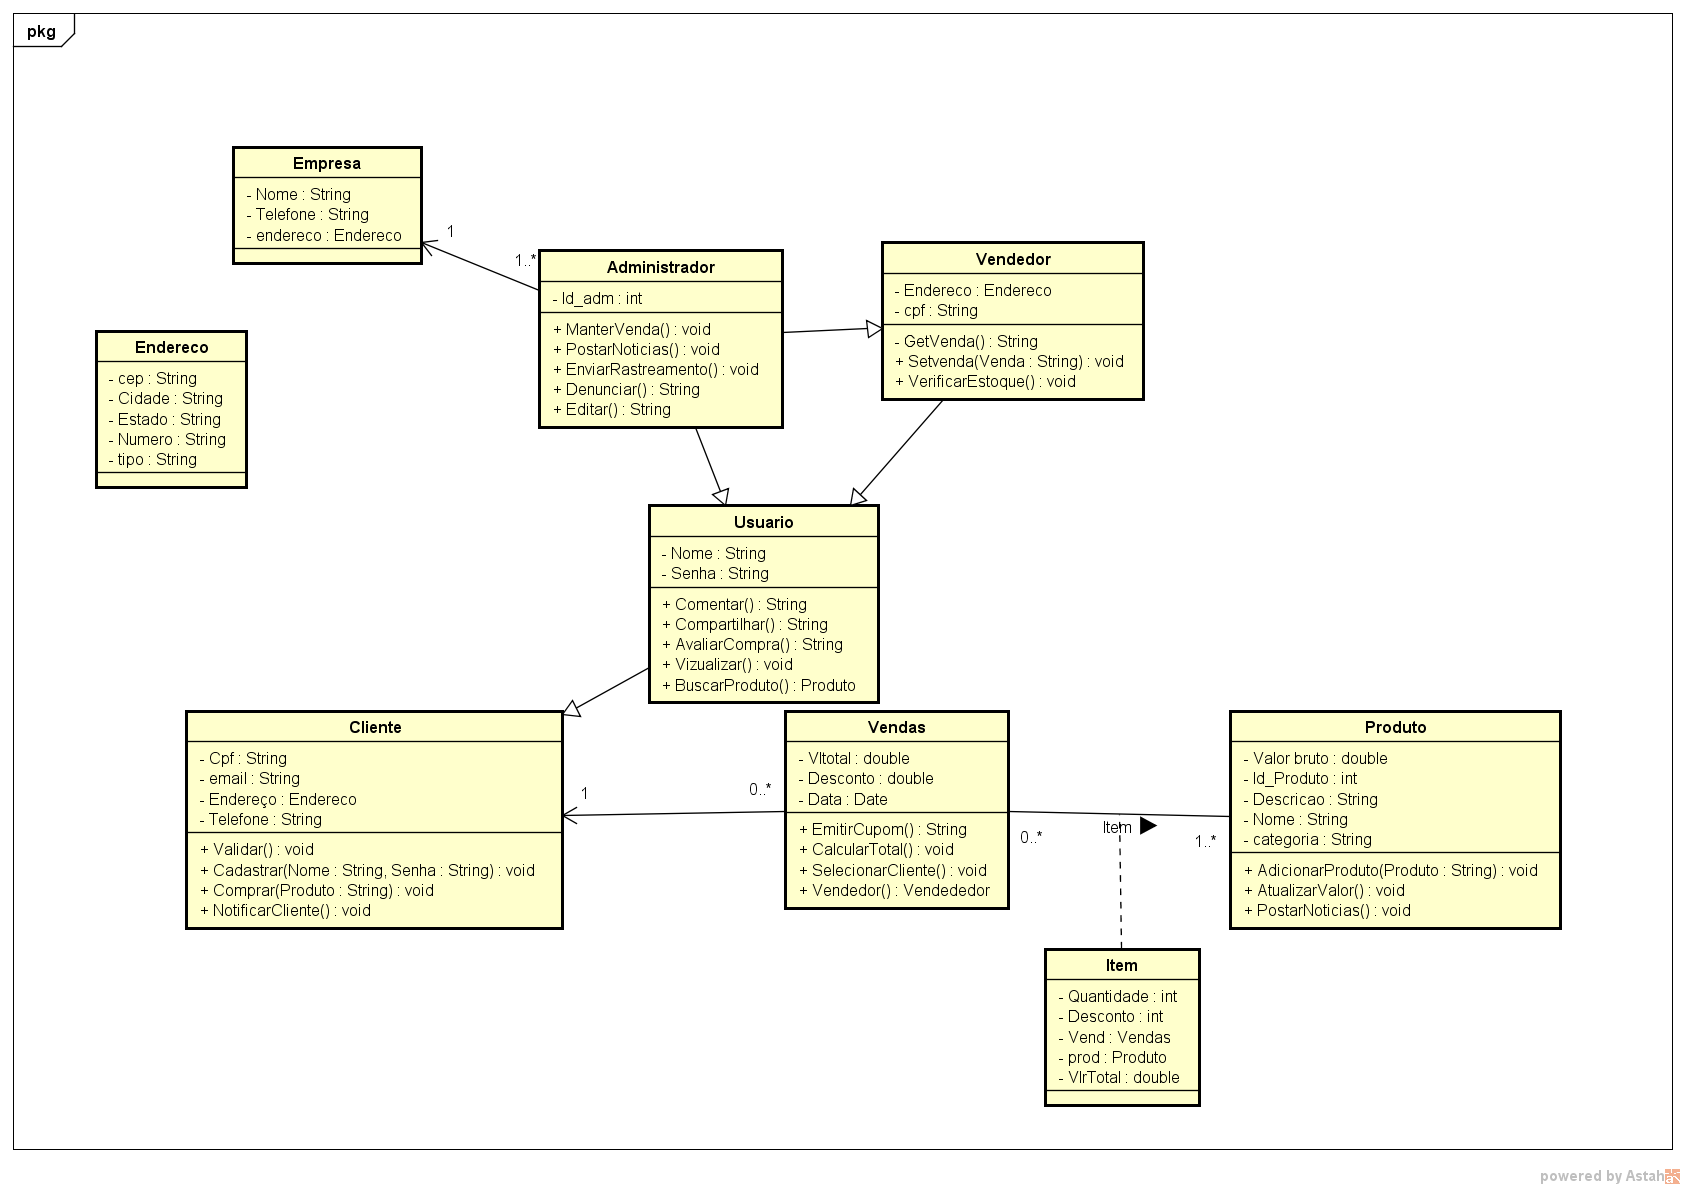 pkg
Empresa
- Nome : String
- Telefone : String
- endereco : Endereco
1
1..*
Administrador
- Id_adm : int
+ ManterVenda() : void
+ PostarNoticias() : void
+ EnviarRastreamento() : void
+ Denunciar() : String
+ Editar() : String
Vendedor
- Endereco : Endereco
- cpf : String
- GetVenda() : String
+ Setvenda(Venda : String) : void
+ VerificarEstoque() : void
Endereco
- cep : String
- Cidade : String
- Estado : String
- Numero : String
- tipo : String
Usuario
- Nome : String
- Senha : String
+ Comentar() : String
+ Compartilhar() : String
+ AvaliarCompra() : String
+ Vizualizar() : void
+ BuscarProduto() : Produto
Cliente
- Cpf : String
- email : String
- Endereço : Endereco
- Telefone : String
+ Validar() : void
+ Cadastrar(Nome : String, Senha : String) : void
+ Comprar(Produto : String) : void
+ NotificarCliente() : void
1
0..*
Vendas
- Vltotal : double
- Desconto : double
- Data : Date
+ EmitirCupom() : String
+ CalcularTotal() : void
+ SelecionarCliente() : void
+ Vendedor() : Vendededor
0..*
Item
1..*
Produto
- Valor bruto : double
- Id_Produto : int
- Descricao : String
- Nome : String
- categoria : String
+ AdicionarProduto(Produto : String) : void
+ AtualizarValor() : void
+ PostarNoticias() : void
Item
- Quantidade : int
- Desconto : int
- Vend : Vendas
- prod : Produto
- VlrTotal : double
powered by Astah